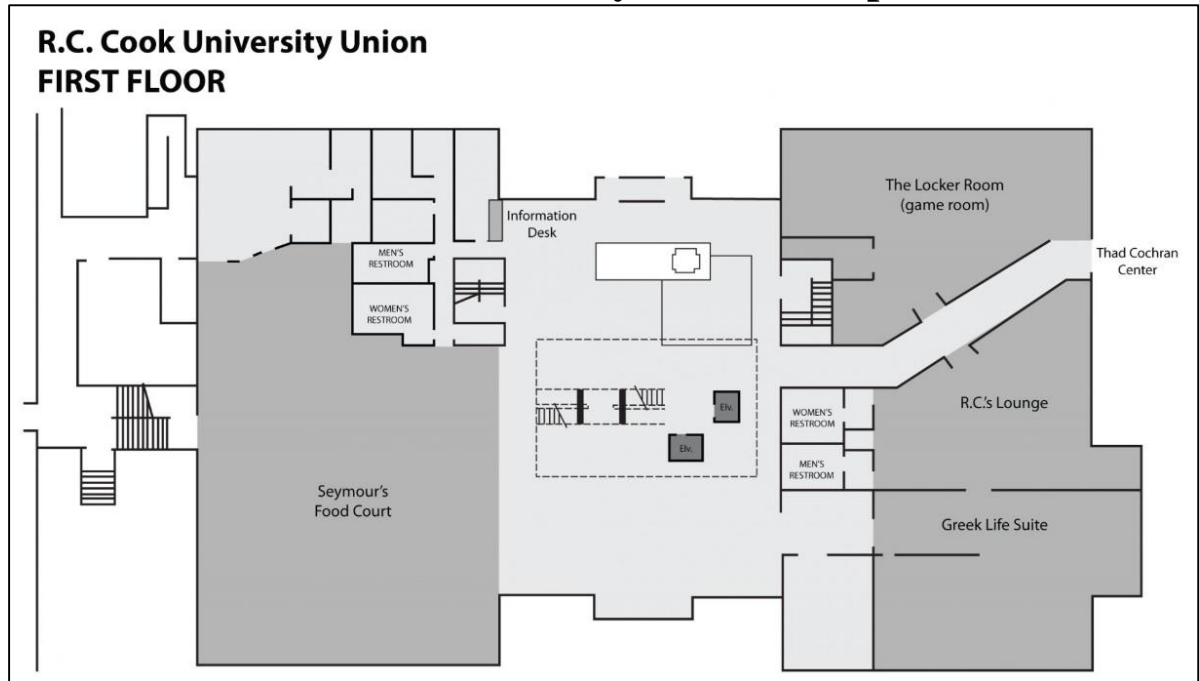 R.C. Cook University Union
FIRST FLOOR
The Locker Room
(game room)
Information
Desk
MEN'S
RESTROOM
Thad Cochran
Center
WOMEN'S
RESTROOM
Elv.
R.C.'s Lounge
WOMEN'S
RESTROOM
Elv.
MEN'S
RESTROOM
Seymour's
Food Court
Greek Life Suite